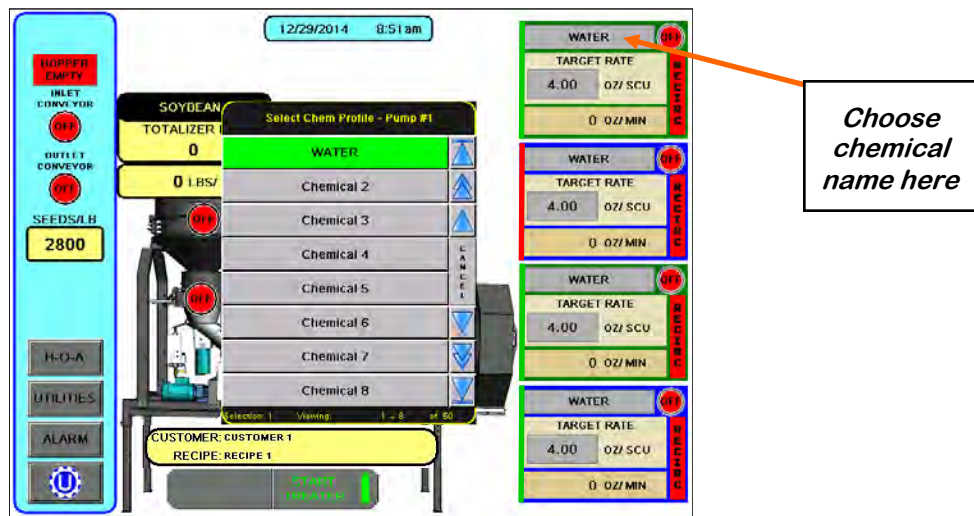 12/29/2014 8:51am
HOPPER
EMPTY
INLET
CONVEYOR
OFF
OUTLET
CONVEYOR
OFF
SEEDS/LB
2800
H-O-A
UTILITIES
ALARM
U
SOYBEAN
TOTALIZER
0
0 LBS/
OFF
OFF
Select Chem Profile - Pump #1
WATER
Chemical 2
Chemical 3
Chemical 4
Chemical 5
Chemical 6
Chemical 7
Chemical 8
CANCEL
Selection: 1 Viewing: 1 - 8 of 50
CUSTOMER: CUSTOMER 1
RECIPE: RECIPE 1
WATER OFF
TARGET RATE
4.00 OZ/ SCU
0 OZ/ MIN
RECIRC
WATER OFF
TARGET RATE
4.00 OZ/ SCU
0 OZ/ MIN
RECIRC
WATER OFF
TARGET RATE
4.00 OZ/ SCU
0 OZ/ MIN
RECIRC
WATER OFF
TARGET RATE
4.00 OZ/ SCU
0 OZ/ MIN
RECIRC
Choose
chemical
name here